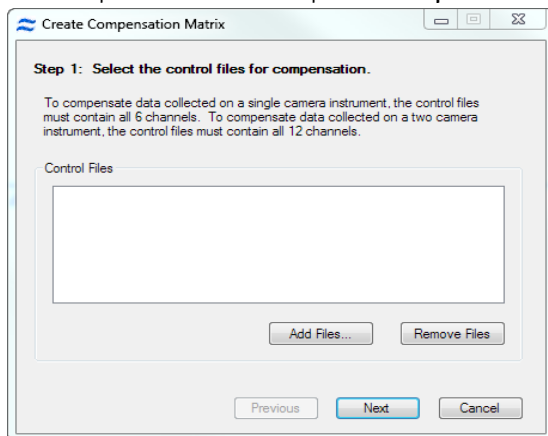 Create Compensation Matrix
Step 1: Select the control files for compensation.
To compensate data collected on a single camera instrument, the control files
must contain all 6 channels. To compensate data collected on a two camera
instrument, the control files must contain all 12 channels.
Control Files
Add Files...
Remove Files
Previous
Next
Cancel